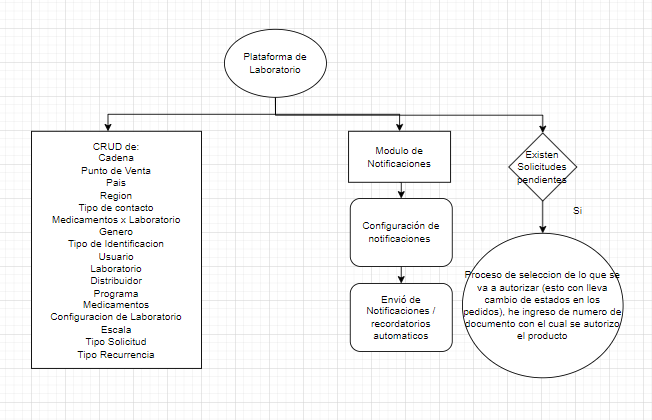 Plataforma de
Laboratorio
CRUD de:
Cadena
Punto de Venta
Pais
Region
Tipo de contacto
Medicamentos x Laboratorio
Genero
Tipo de Identificacion
Usuario
Laboratorio
Distribuidor
Programa
Medicamentos
Configuracion de Laboratorio
Escala
Tipo Solicitud
Tipo Recurrencia
Modulo de
Notificaciones
Configuración de
notificaciones
Envió de
Notificaciones /
recordatorios
automaticos
Existen
Solicitudes
pendientes
Si
Proceso de seleccion de lo que se
va a autorizar (esto con lleva
cambio de estados en los
pedidos), he ingreso de numero de
documento con el cual se autorizo
el producto